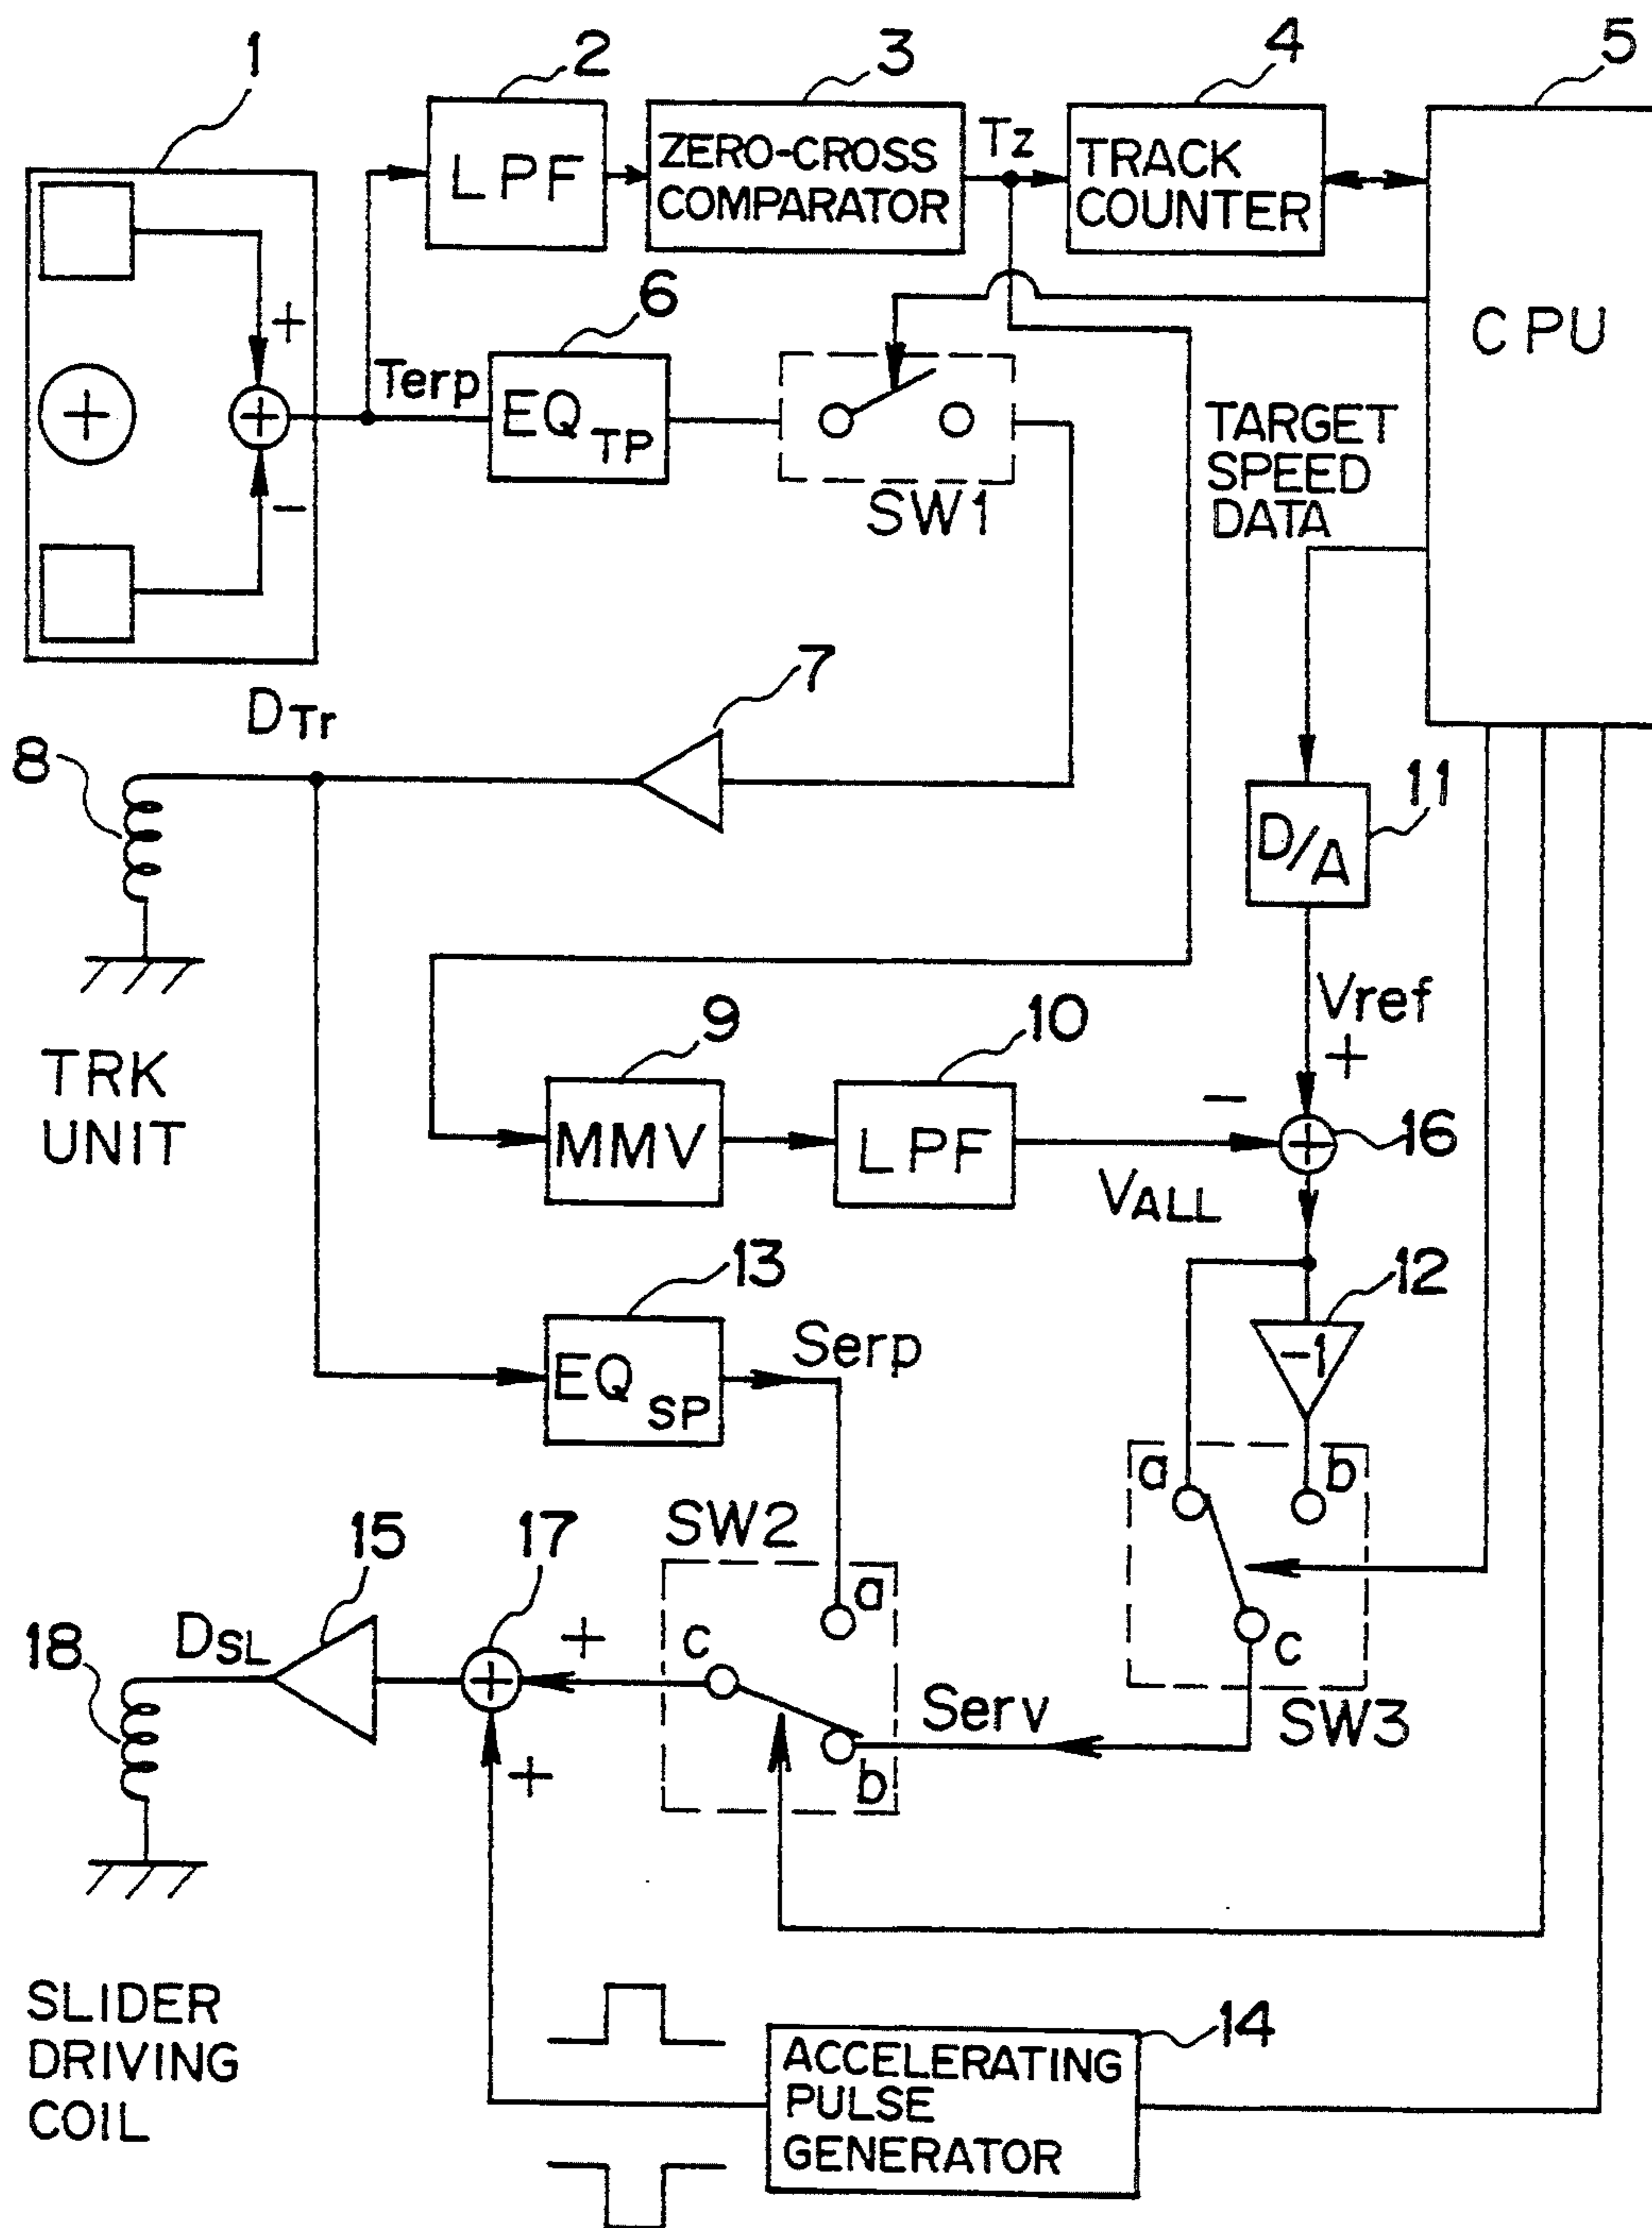 1
2
3
4
5
LPF
ZERO-CROSS
COMPARATOR
Tz
TRACK
COUNTER
CPU
+
+
+
-
Terp
6
EQTP
SW1
TARGET
SPEED
DATA
DTr
7
8
TRK
UNIT
11
D/A
Vref
+
9
MMV
10
LPF
-
+
16
VALL
13
EQSP
Serp
12
-1
a
b
c
SW3
SW2
a
c
b
Serv
15
17
+
+
+
18
DSL
SLIDER
DRIVING
COIL
14
ACCELERATING
PULSE
GENERATOR